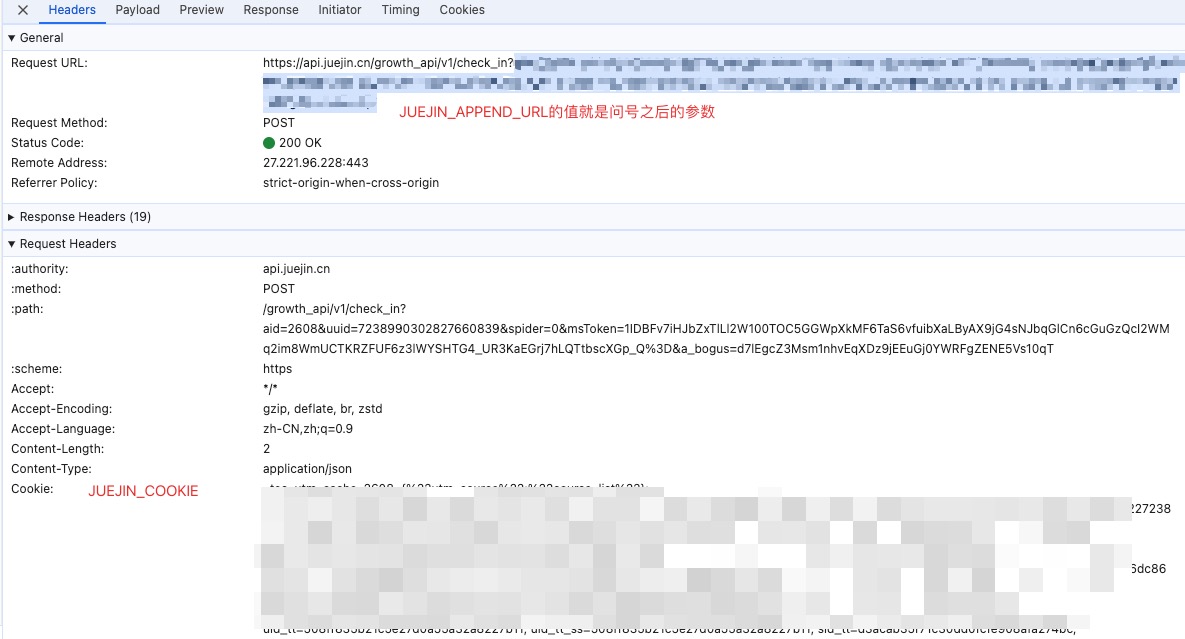 Headers Payload Preview Response Initiator Timing Cookies
General
Request URL: https://api.juejin.cn/growth_api/v1/check_in?
JUEJIN_APPEND_URL的值就是问号之后的参数
Request Method: POST
Status Code: 200 OK
Remote Address: 27.221.96.228:443
Referrer Policy: strict-origin-when-cross-origin
Response Headers (19)
Request Headers
:authority: api.juejin.cn
:method: POST
:path: /growth_api/v1/check_in?
aid=2608&uuid=7238990302827660839&spider=0&msToken=1IDBFv7iHJbZxTlLl2W100TOC5GGWpXkMF6TaS6vfuibXaLByAX9jG4sNJbqGlCn6cGuGzQcI2WM
q2im8WmUCTKRZFUF6z3lWYSHTG4_UR3KaEGrj7hLQTtbscXGp_Q%3D&a_bogus=d7lEgcZ3Msm1nhvEqXDz9jEEuGj0YWRFgZENE5Vs10qT
:scheme: https
Accept: */*
Accept-Encoding: gzip, deflate, br, zstd
Accept-Language: zh-CN,zh;q=0.9
Content-Length: 2
Content-Type: application/json
Cookie: JUEJIN_COOKIE
227238
6dc86